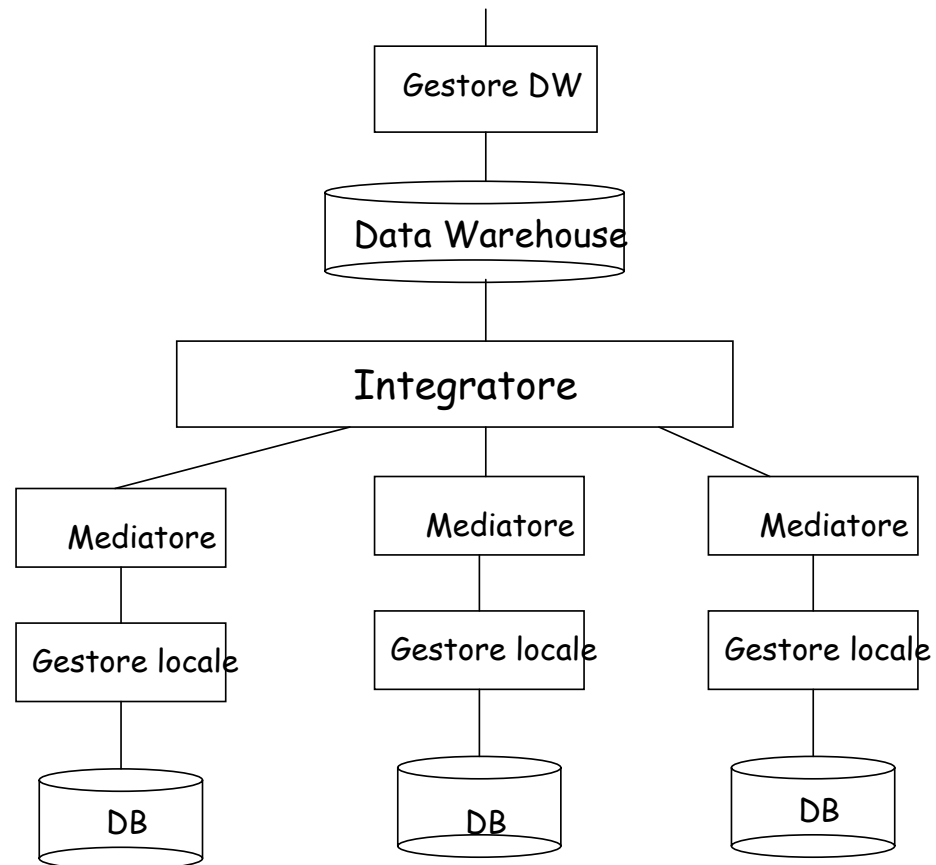 Gestore DW
Data Warehouse
Integratore
Mediatore
Mediatore
Mediatore
Gestore locale
Gestore locale
Gestore locale
DB
DB
DB